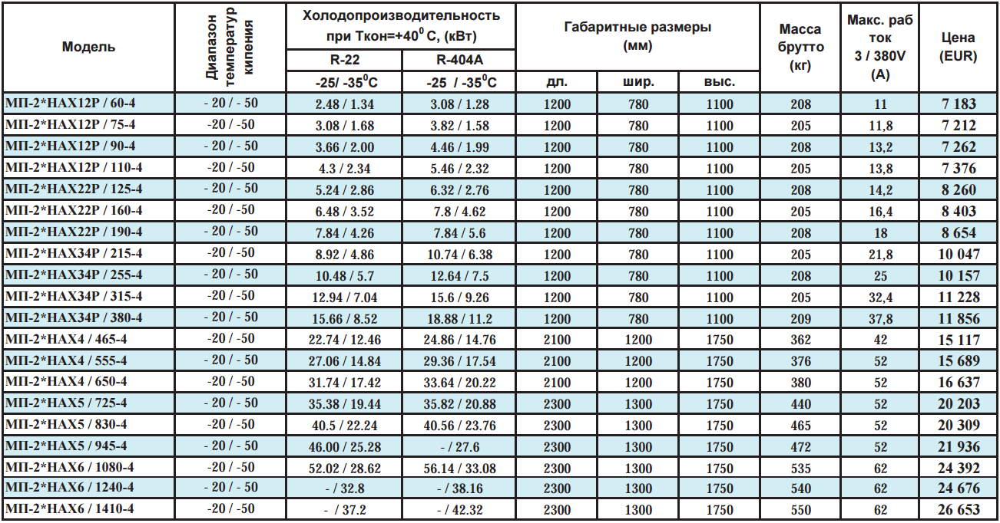 Модель Диапазон температур кипения Холодопроизводительность при Ткон=+40⁰ С, (кВт) Габаритные размеры (мм) Масса брутто (кг) Макс. раб ток 3 / 380V (А) Цена (EUR)
R-22 R-404A
-25/ -35⁰С -25 / -35⁰С дл. шир. выс.
МП-2*НАХ12Р / 60-4 - 20 / - 50 2.48 / 1.34 3.08 / 1.28 1200 780 1100 208 11 7 183
МП-2*НАХ12Р / 75-4 -20 / -50 3.08 / 1.68 3.82 / 1.58 1200 780 1100 205 11,8 7 212
МП-2*НАХ12Р / 90-4 - 20 / - 50 3.66 / 2.00 4.46 / 1.99 1200 780 1100 208 13,2 7 262
МП-2*НАХ12Р / 110-4 -20 / -50 4.3 / 2.34 5.46 / 2.32 1200 780 1100 205 13,8 7 376
МП-2*НАХ22Р / 125-4 - 20 / - 50 5.24 / 2.86 6.32 / 2.76 1200 780 1100 208 14,2 8 260
МП-2*НАХ22Р / 160-4 -20 / -50 6.48 / 3.52 7.8 / 4.62 1200 780 1100 205 16,4 8 403
МП-2*НАХ22Р / 190-4 - 20 / - 50 7.84 / 4.26 7.84 / 5.6 1200 780 1100 208 18 8 654
МП-2*НАХ34Р / 215-4 -20 / -50 8.92 / 4.86 10.74 / 6.38 1200 780 1100 205 21,8 10 047
МП-2*НАХ34Р / 255-4 - 20 / - 50 10.48 / 5.7 12.64 / 7.5 1200 780 1100 208 25 10 157
МП-2*НАХ34Р / 315-4 -20 / -50 12.94 / 7.04 15.6 / 9.26 1200 780 1100 205 32,4 11 228
МП-2*НАХ34Р / 380-4 - 20 / - 50 15.66 / 8.52 18.88 / 11.2 1200 780 1100 209 37,8 11 856
МП-2*НАХ4 / 465-4 -20 / -50 22.74 / 12.46 24.86 / 14.76 2100 1200 1750 362 42 15 117
МП-2*НАХ4 / 555-4 - 20 / - 50 27.06 / 14.84 29.36 / 17.54 2100 1200 1750 376 52 15 689
МП-2*НАХ4 / 650-4 -20 / -50 31.74 / 17.42 33.64 / 20.22 2100 1200 1750 380 52 16 637
МП-2*НАХ5 / 725-4 - 20 / - 50 35.38 / 19.44 35.82 / 20.88 2300 1300 1750 440 52 20 203
МП-2*НАХ5 / 830-4 -20 / -50 40.5 / 22.24 40.56 / 23.76 2300 1300 1750 465 52 20 309
МП-2*НАХ5 / 945-4 - 20 / - 50 46.00 / 25.28 - / 27.6 2300 1300 1750 472 52 21 936
МП-2*НАХ6 / 1080-4 -20 / -50 52.02 / 28.62 56.14 / 33.08 2300 1300 1750 535 62 24 392
МП-2*НАХ6 / 1240-4 - 20 / - 50 - / 32.8 - / 38.16 2300 1300 1750 540 62 24 676
МП-2*НАХ6 / 1410-4 -20 / -50 - / 37.2 - / 42.32 2300 1300 1750 550 62 26 653